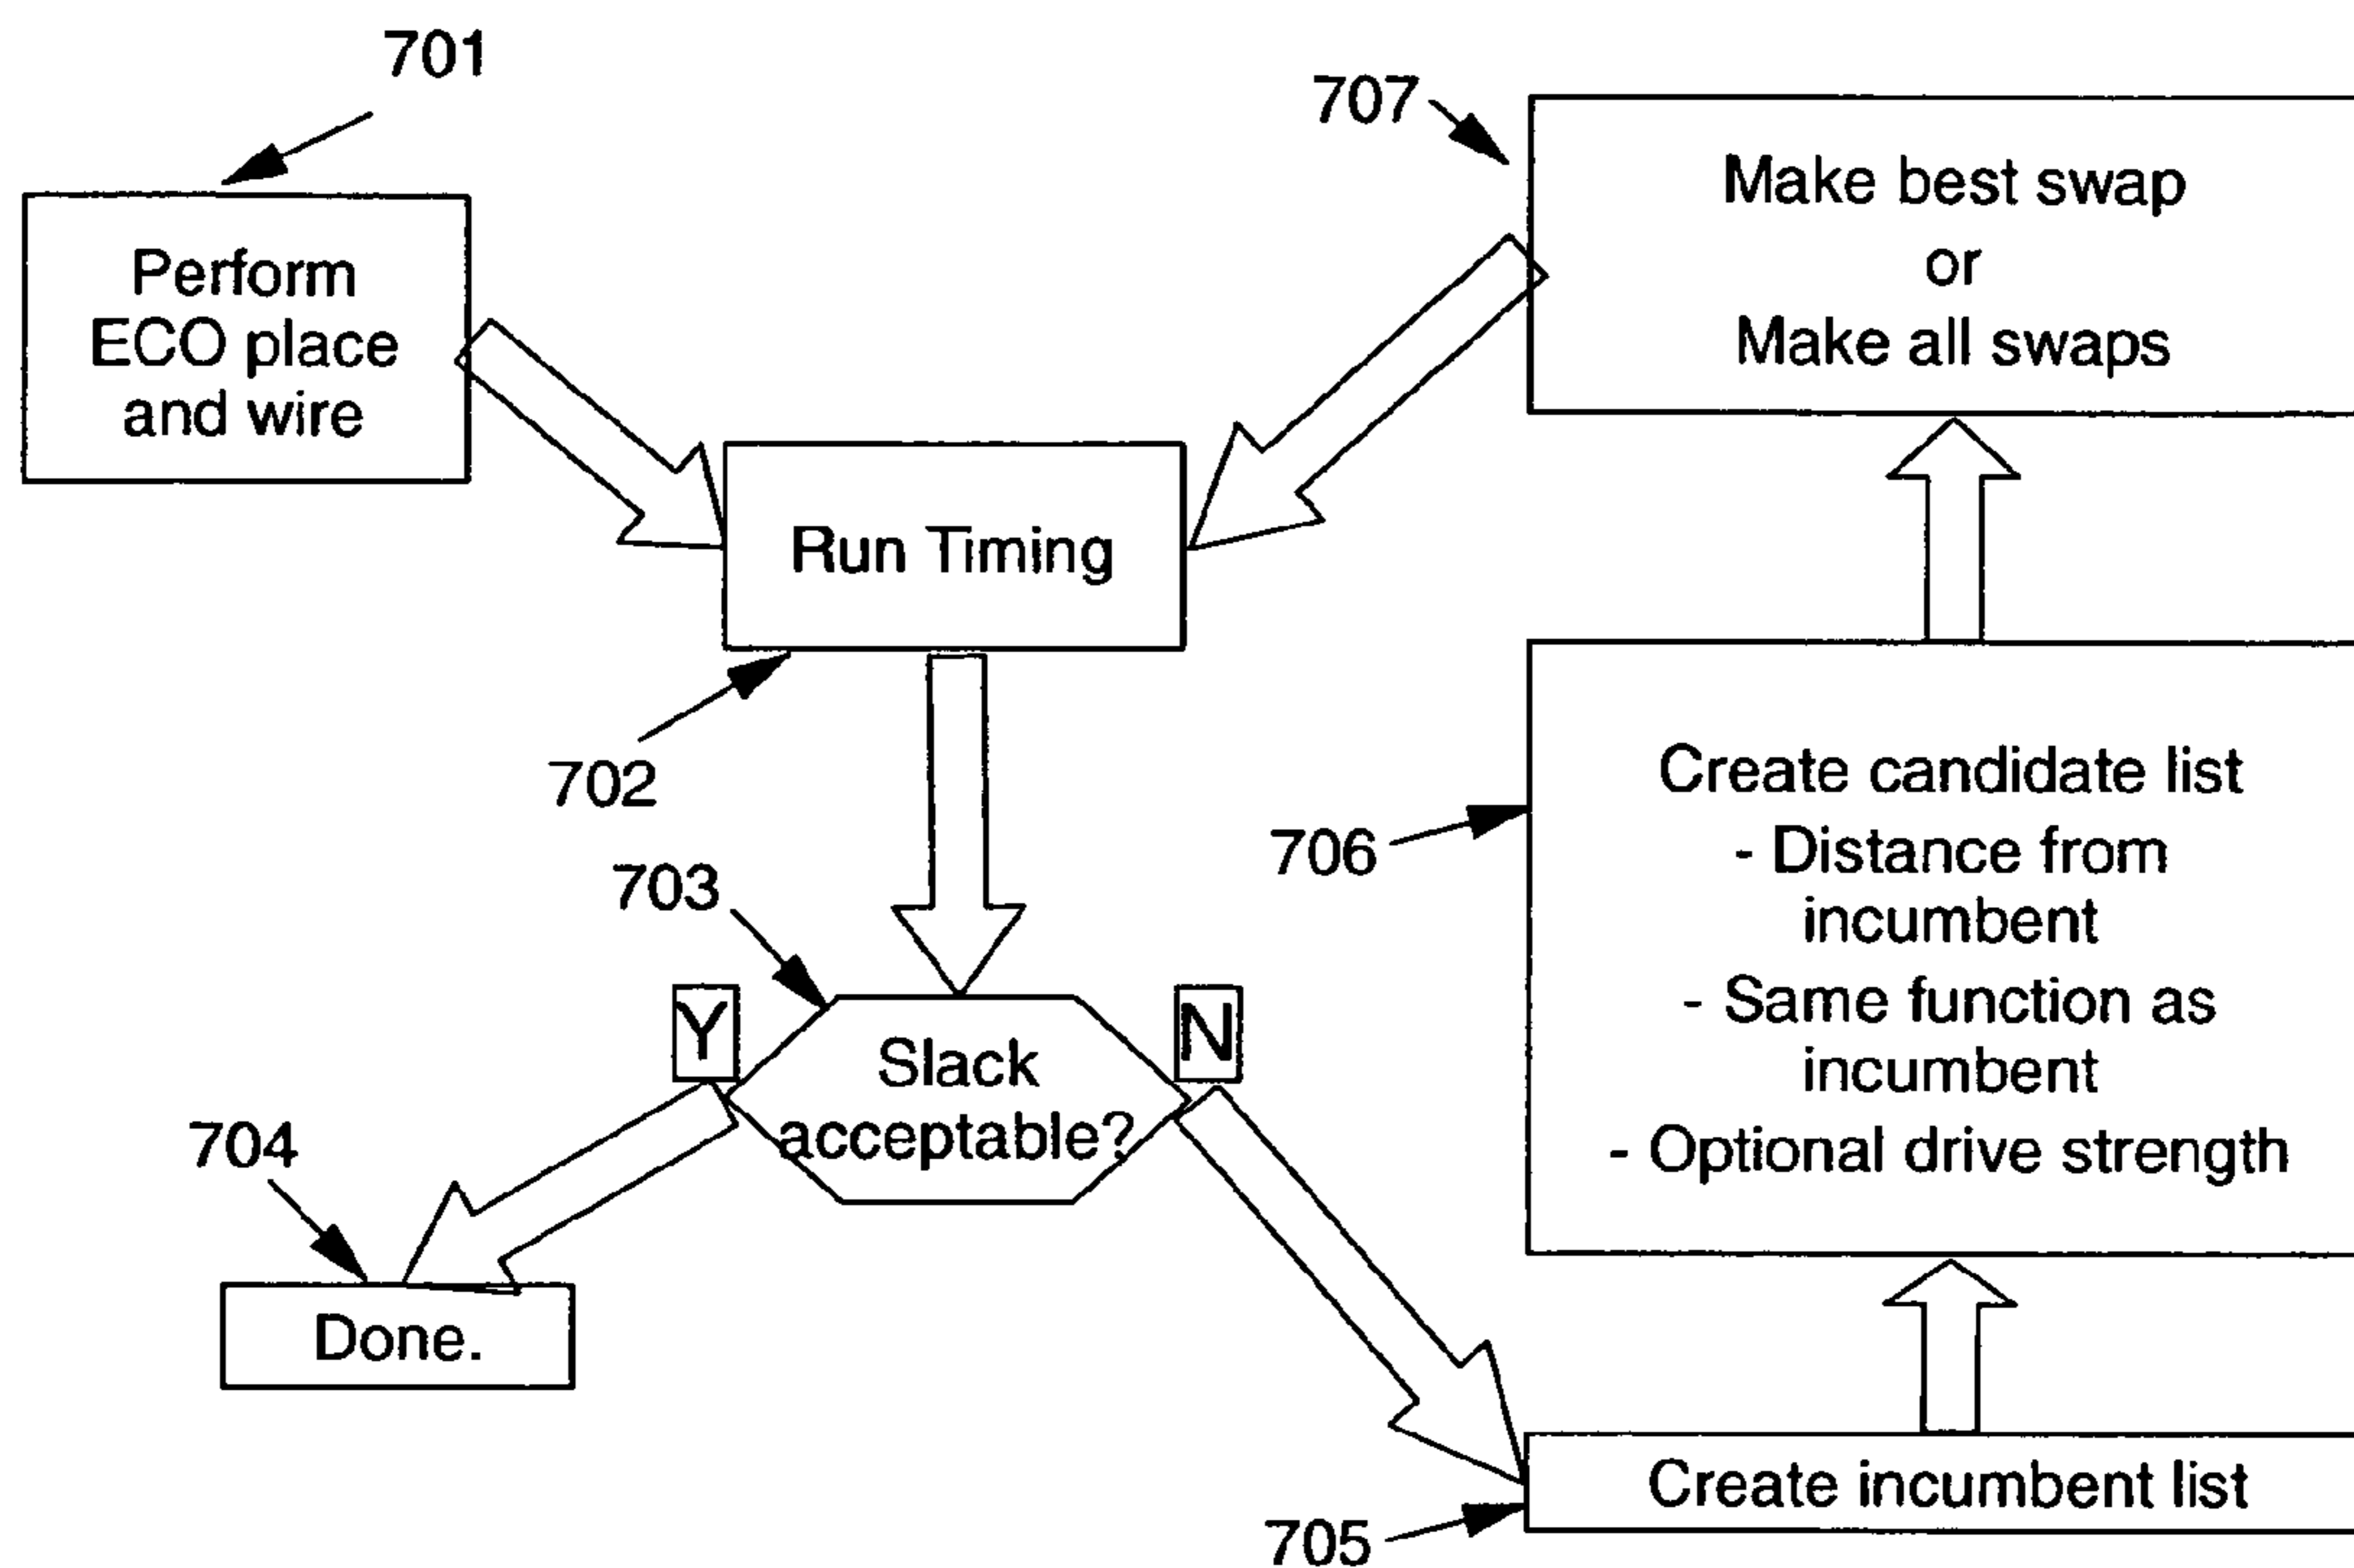 701
Perform
ECO place
and wire
707
Make best swap
or
Make all swaps
Run Timing
702
703
Y
N
Slack
acceptable?
704
Done.
706
Create candidate list
- Distance from
incumbent
- Same function as
incumbent
- Optional drive strength
Create incumbent list
705